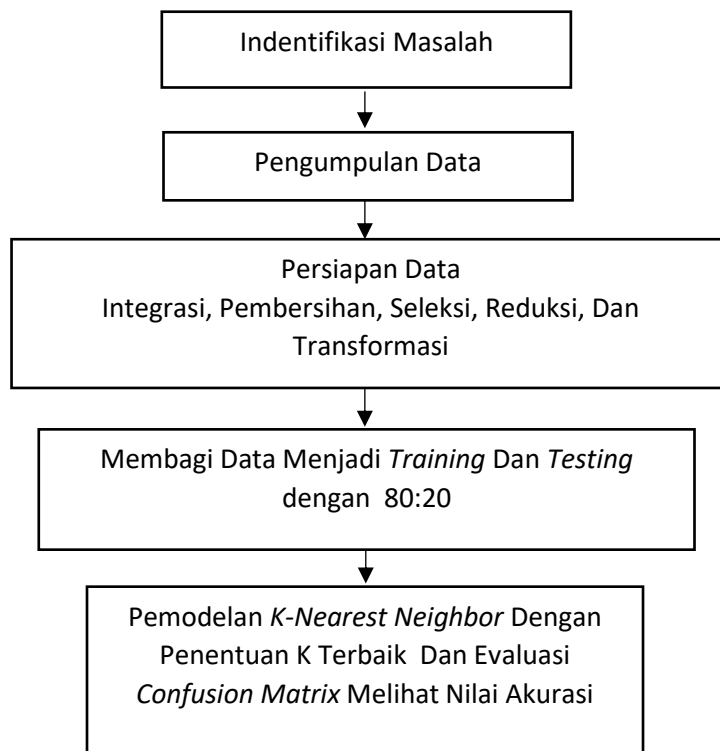 Indentifikasi Masalah
Pengumpulan Data
Persiapan Data
Integrasi, Pembersihan, Seleksi, Reduksi, Dan
Transformasi
Membagi Data Menjadi Training Dan Testing
dengan 80:20
Pemodelan K-Nearest Neighbor Dengan
Penentuan K Terbaik Dan Evaluasi
Confusion Matrix Melihat Nilai Akurasi